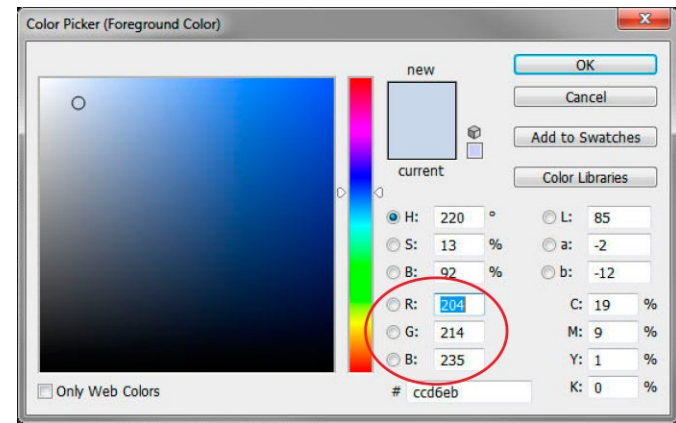 Color Picker (Foreground Color)
new
current
OK
Cancel
Add to Swatches
Color Libraries
H: 220 °
S: 13 %
B: 92 %
R: 204
G: 214
B: 235
L: 85
a: -2
b: -12
C: 19 %
M: 9 %
Y: 1 %
K: 0 %
Only Web Colors
# ccd6eb